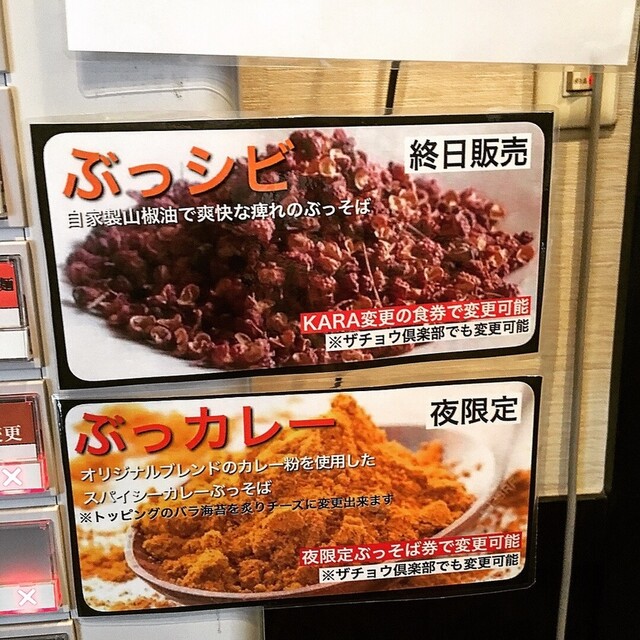 ぶっシビ
終日販売
自家製山椒油で爽快な痺れのぶっそば
KARA変更の食券で変更可能
※ザチョウ倶楽部でも変更可能
ぶっカレー
夜限定
オリジナルブレンドのカレー粉を使用した
スパイシーカレーぶっそば
※トッピングのバラ海苔を炙りチーズに変更出来ます
夜限定ぶっそば券で変更可能
※ザチョウ倶楽部でも変更可能
麺
変更